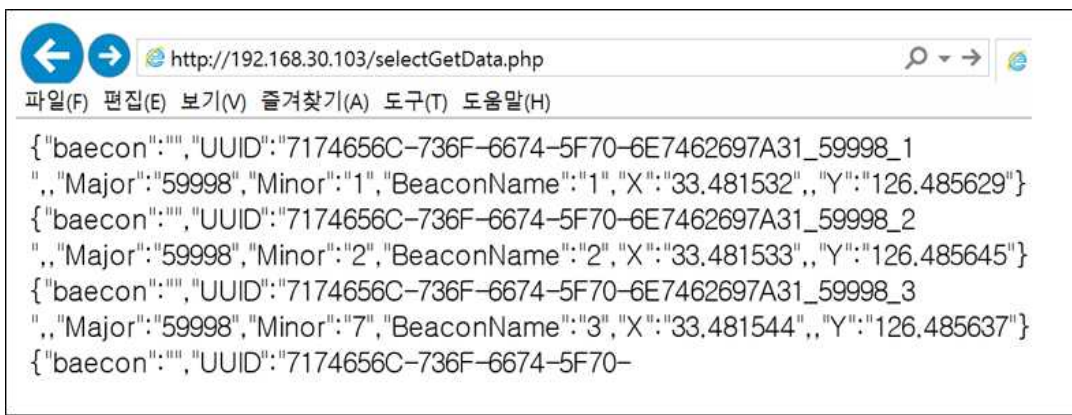 http://192.168.30.103/selectGetData.php
파일(F) 편집(E) 보기(V) 즐겨찾기(A) 도구(T) 도움말(H)
{"baecon":"","UUID":"7174656C-736F-6674-5F70-6E7462697A31_59998_1
",,"Major":"59998","Minor":"1","BeaconName":"1","X":"33.481532",,"Y":"126.485629"}
{"baecon":"","UUID":"7174656C-736F-6674-5F70-6E7462697A31_59998_2
",,"Major":"59998","Minor":"2","BeaconName":"2","X":"33.481533",,"Y":"126.485645"}
{"baecon":"","UUID":"7174656C-736F-6674-5F70-6E7462697A31_59998_3
",,"Major":"59998","Minor":"7","BeaconName":"3","X":"33.481544",,"Y":"126.485637"}
{"baecon":"","UUID":"7174656C-736F-6674-5F70-